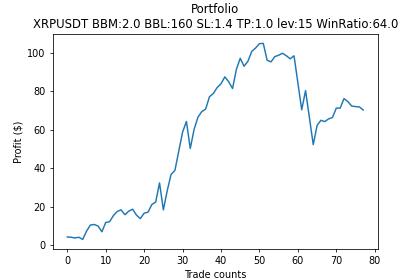 Portfolio
XRPUSDT BBM:2.0 BBL:160 SL:1.4 TP:1.0 lev:15 WinRatio:64.0
100
80
60
40
20
0
Profit ($)
0 10 20 30 40 50 60 70 80
Trade counts